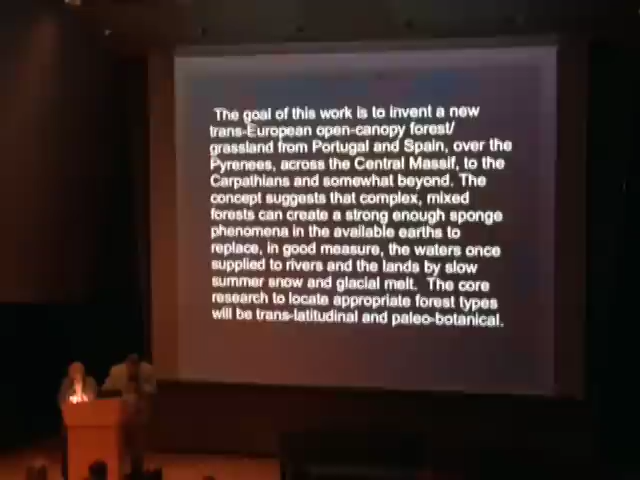 The goal of this work is to invent a new
trans-European open-canopy forest/
grassland from Portugal and Spain, over the
Pyrenees, across the Central Massif, to the
Carpathians and somewhat beyond. The
concept suggests that complex, mixed
forests can create a strong enough sponge
phenomena in the available earths to
replace, in good measure, the waters once
supplied to rivers and the lands by slow
summer snow and glacial melt. The core
research to locate appropriate forest types
will be trans-latitudinal and paleo-botanical.